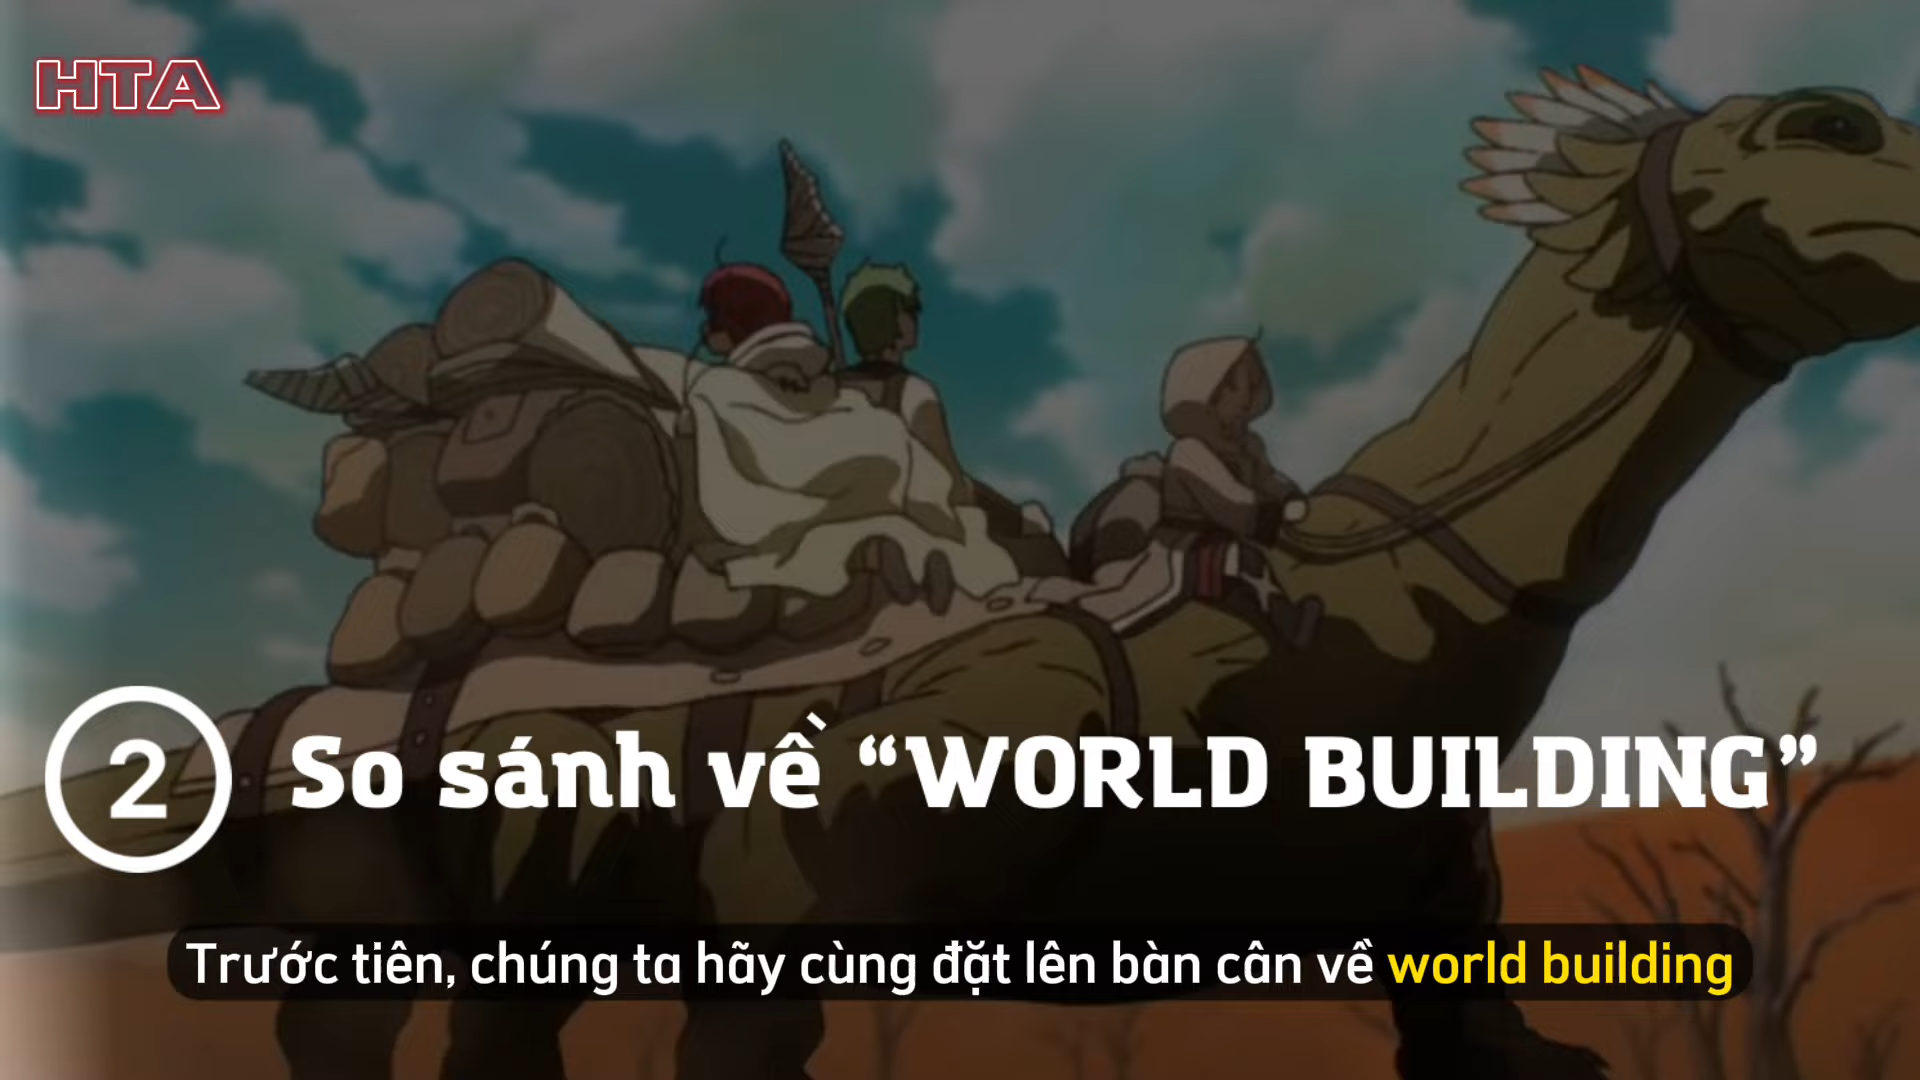 HTA
2 So sánh về “WORLD BUILDING”
Trước tiên, chúng ta hãy cùng đặt lên bàn cân về world building